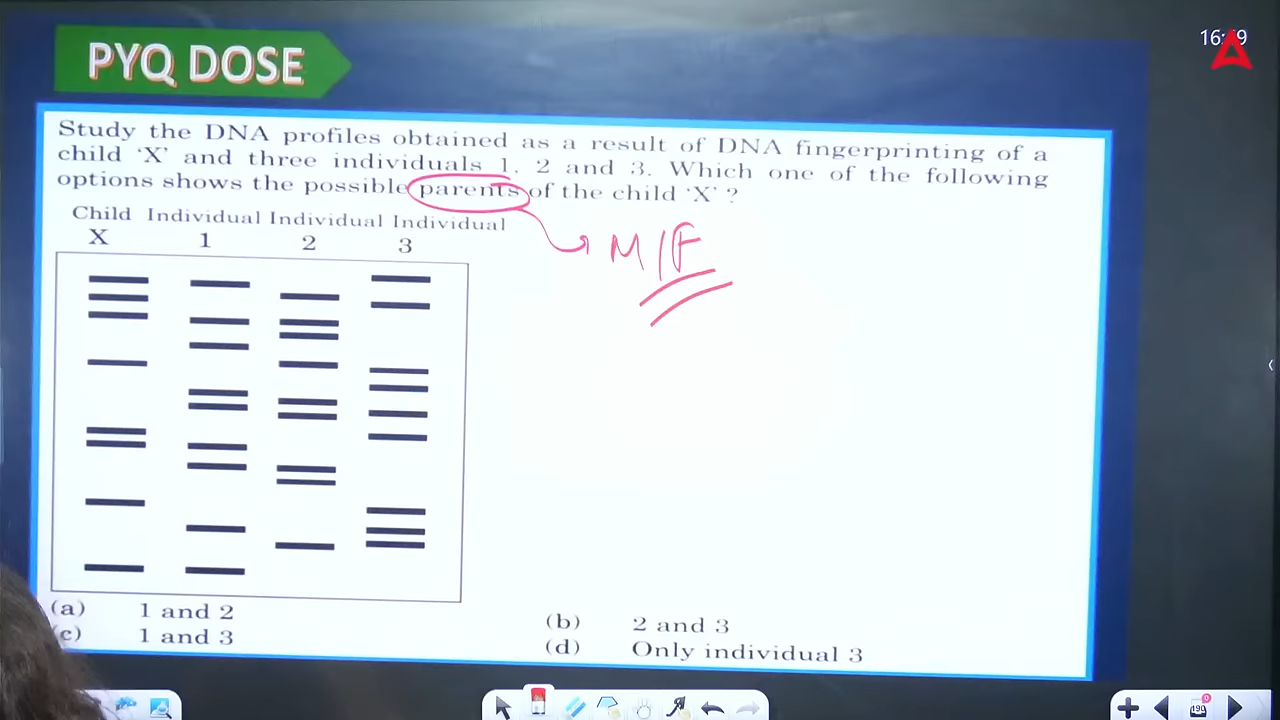 PYQ DOSE
Study the DNA profiles obtained as a result of DNA fingerprinting of a
child 'X' and three individuals 1, 2 and 3. Which one of the following
options shows the possible parents of the child 'X' ?
M/F
Child Individual Individual Individual
X 1 2 3
(a) 1 and 2
(b) 2 and 3
(c) 1 and 3
(d) Only individual 3